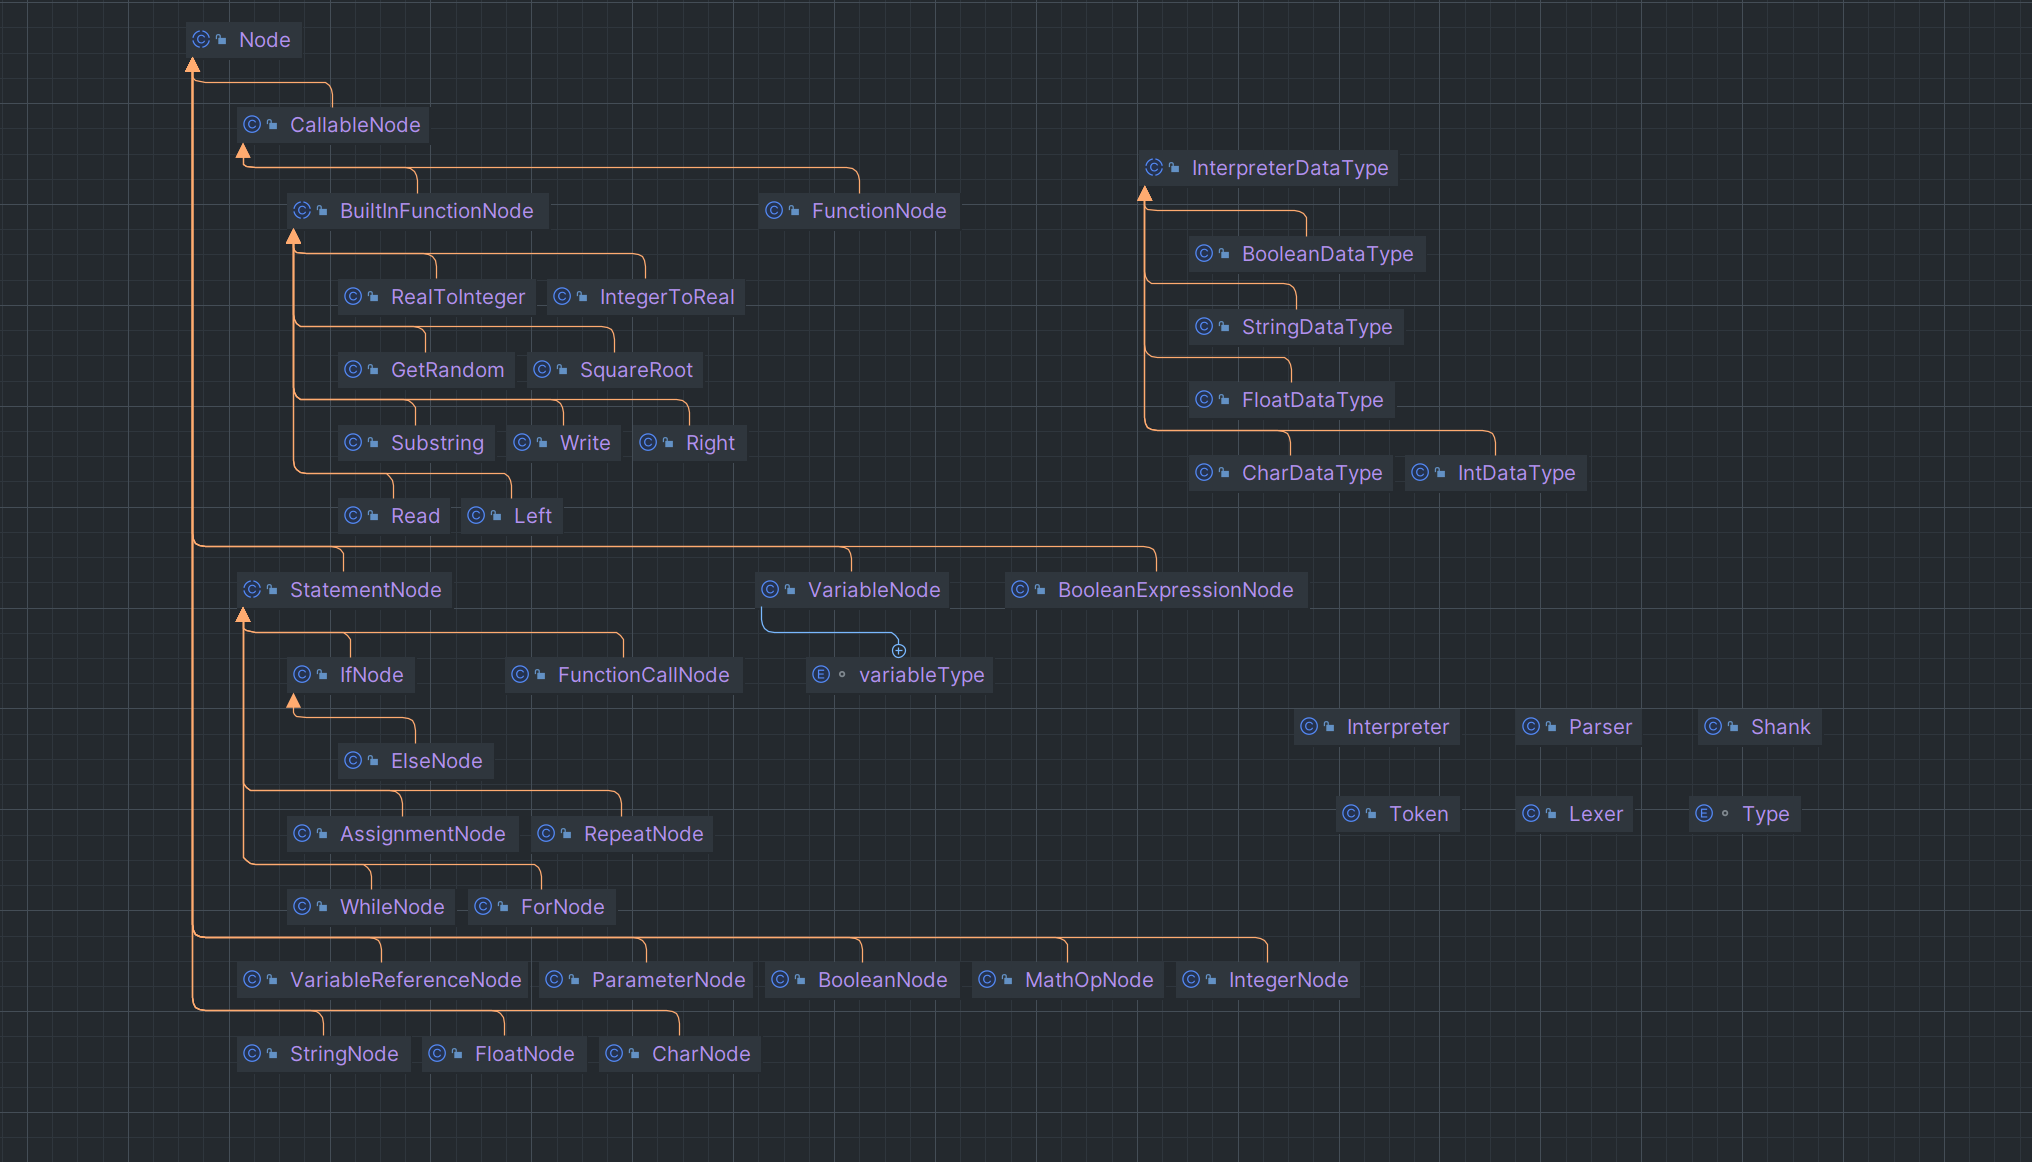 Node
CallableNode
InterpreterDataType
BuiltInFunctionNode FunctionNode
BooleanDataType
RealToInteger IntegerToReal
StringDataType
GetRandom SquareRoot
FloatDataType
Substring Write Right
CharDataType IntDataType
Read Left
StatementNode VariableNode BooleanExpressionNode
IfNode FunctionCallNode variableType
Interpreter Parser Shank
ElseNode
Token Lexer Type
AssignmentNode RepeatNode
WhileNode ForNode
VariableReferenceNode ParameterNode BooleanNode MathOpNode IntegerNode
StringNode FloatNode CharNode